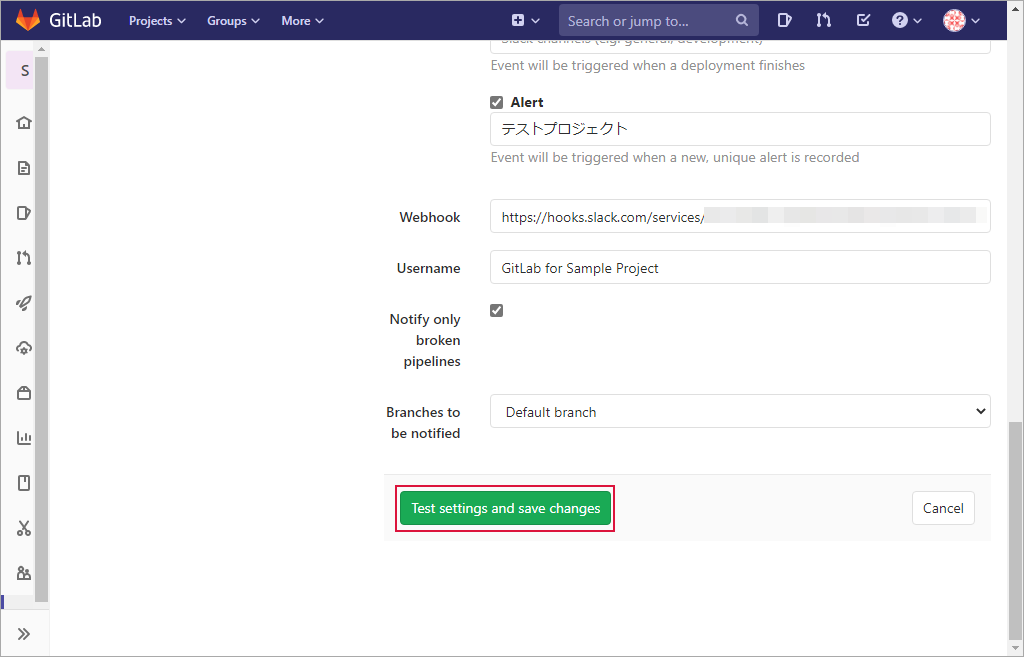 GitLab
Projects
Groups
More
Search or jump to...
S
Slack channels (e.g. general, development)
Event will be triggered when a deployment finishes
Alert
テストプロジェクト
Event will be triggered when a new, unique alert is recorded
Webhook
https://hooks.slack.com/services/
Username
GitLab for Sample Project
Notify only
broken
pipelines
Branches to
be notified
Default branch
Test settings and save changes
Cancel